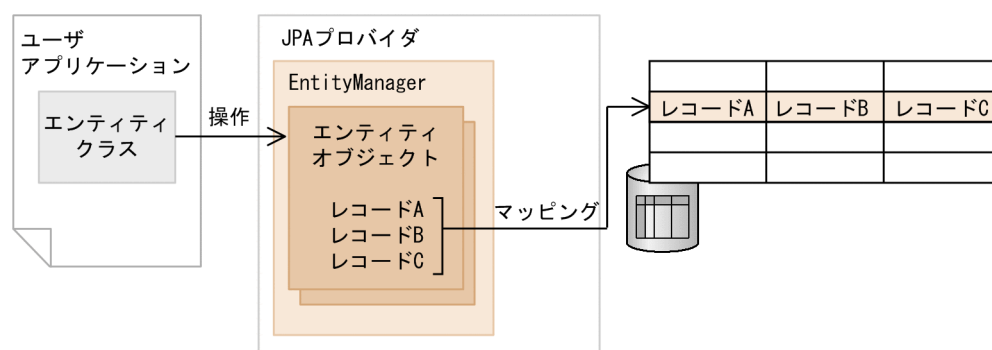 ユーザ
アプリケーション
エンティティ
クラス
操作
JPAプロバイダ
EntityManager
エンティティ
オブジェクト
レコードA
レコードB
レコードC
マッピング
レコードA レコードB レコードC